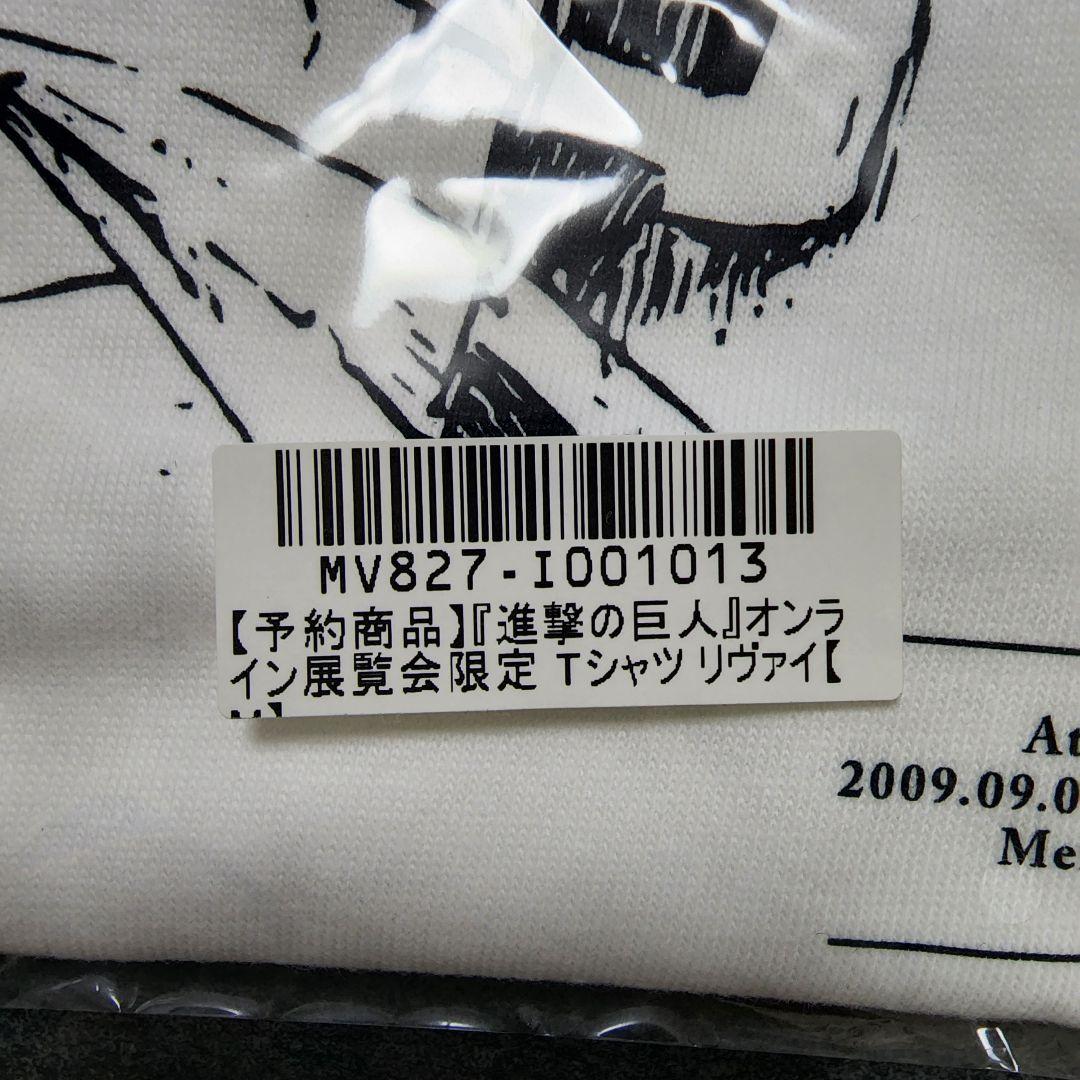 MV827-I001013
【予約商品】『進撃の巨人』オンラ
イン展覧会限定 Tシャツ リヴァイ【
M】
At
2009.09.0
Me